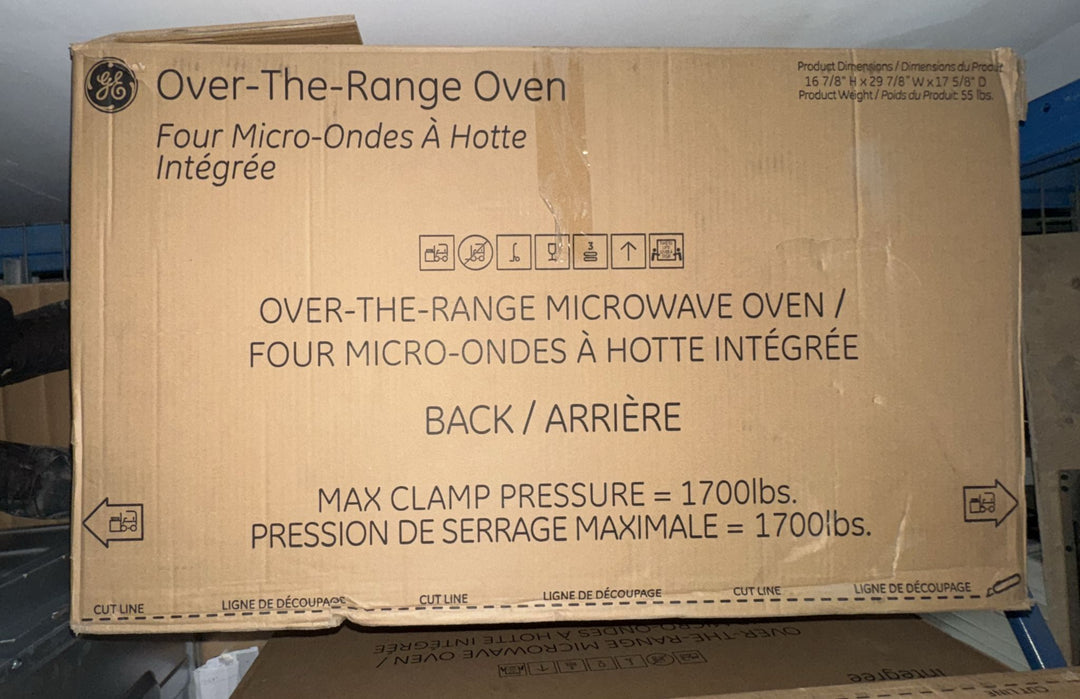 GE
Over-The-Range Oven
Four Micro-Ondes À Hotte
Intégrée
Product Dimensions / Dimensions du Produit
16 7/8" H x 29 7/8" W x 17 5/8" D
Product Weight / Poids du Produit: 55 lbs.
3
OVER-THE-RANGE MICROWAVE OVEN /
FOUR MICRO-ONDES À HOTTE INTÉGRÉE
BACK / ARRIÈRE
MAX CLAMP PRESSURE = 1700lbs.
PRESSION DE SERRAGE MAXIMALE = 1700lbs.
CUT LINE LIGNE DE DÉCOUPAGE CUT LINE LIGNE DE DÉCOUPAGE CUT LINE LIGNE DE DÉCOUPAGE
Intégrée
OVER-THE-RANGE MICROWAVE OVEN /
MICRO-ONDES À HOTTE INTÉGRÉE